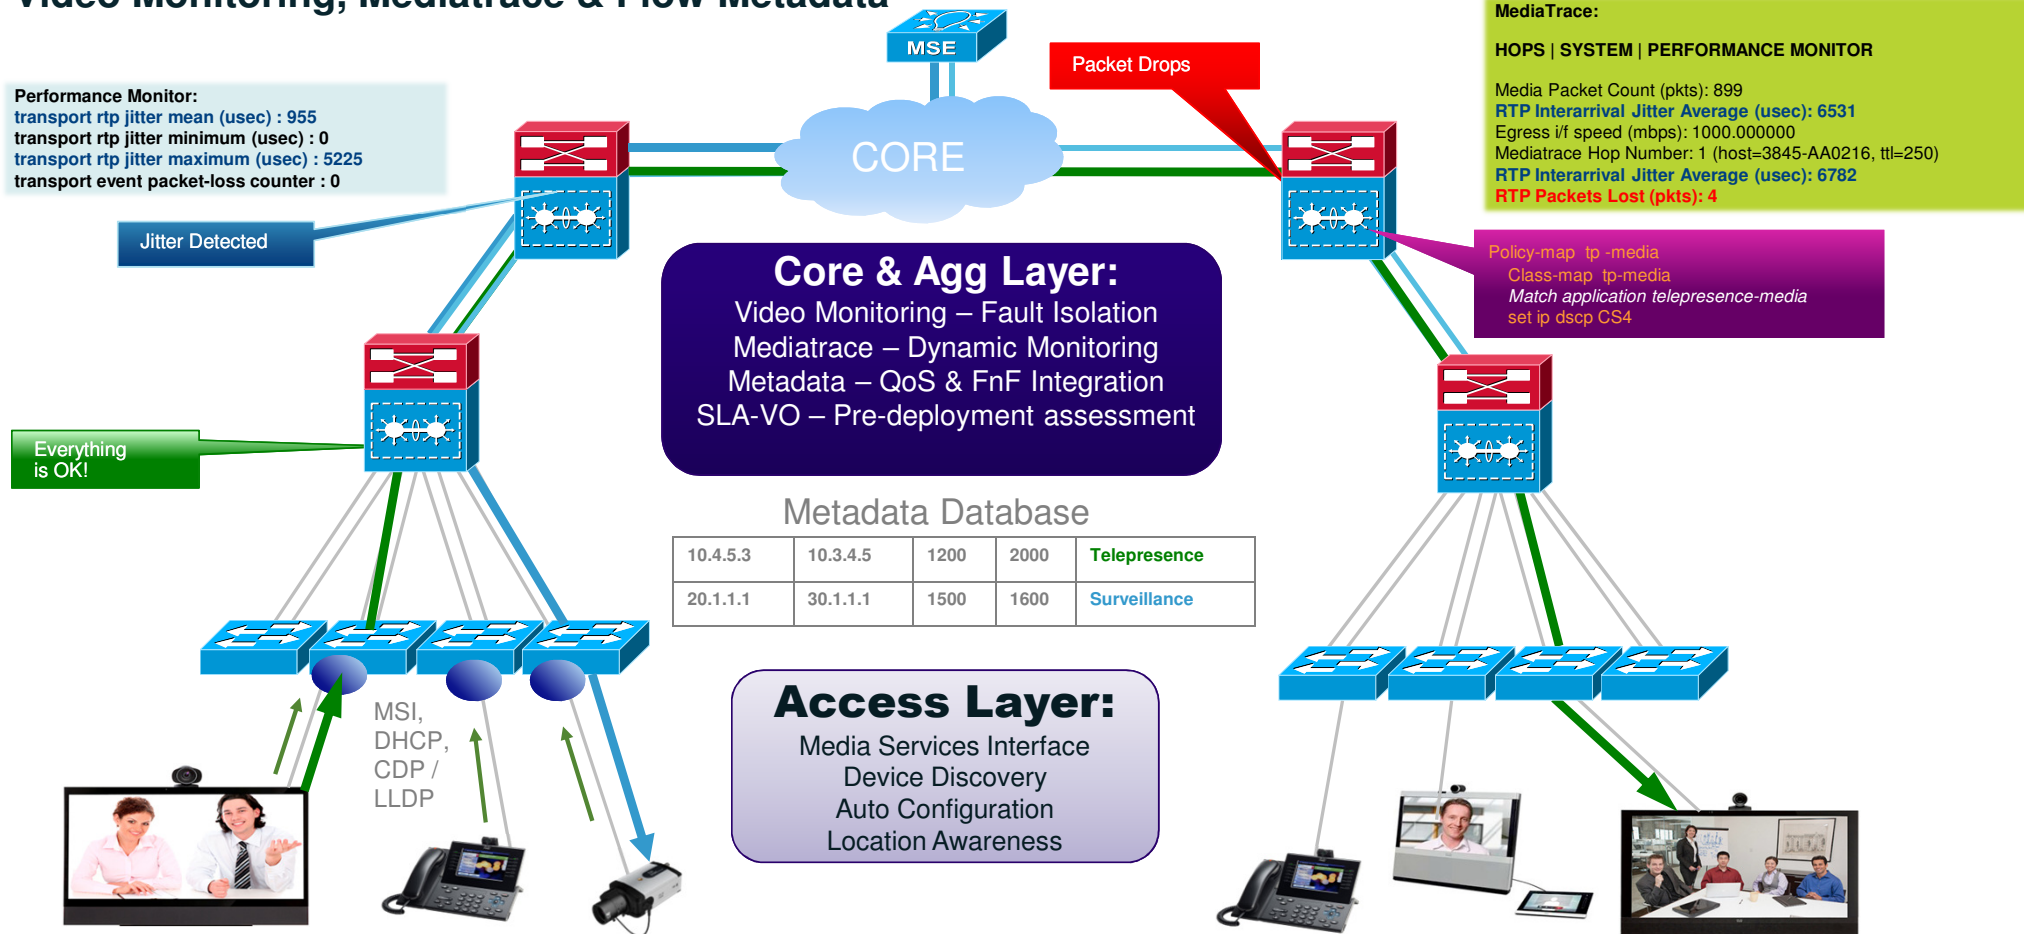 Video Monitoring, Mediatrace & Flow Metadata
MSE
Packet Drops
MediaTrace:
HOPS | SYSTEM | PERFORMANCE MONITOR
Media Packet Count (pkts): 899
RTP Interarrival Jitter Average (usec): 6531
Egress i/f speed (mbps): 1000.000000
Mediatrace Hop Number: 1 (host=3845-AA0216, ttl=250)
RTP Interarrival Jitter Average (usec): 6782
RTP Packets Lost (pkts): 4
Performance Monitor:
transport rtp jitter mean (usec) : 955
transport rtp jitter minimum (usec) : 0
transport rtp jitter maximum (usec) : 5225
transport event packet-loss counter : 0
CORE
Jitter Detected
Policy-map tp -media
Class-map tp-media
Match application telepresence-media
set ip dscp CS4
Core & Agg Layer:
Video Monitoring – Fault Isolation
Mediatrace – Dynamic Monitoring
Metadata – QoS & FnF Integration
SLA-VO – Pre-deployment assessment
Everything
is OK!
Metadata Database
10.4.5.3 10.3.4.5 1200 2000 Telepresence
20.1.1.1 30.1.1.1 1500 1600 Surveillance
MSI,
DHCP,
CDP /
LLDP
Access Layer:
Media Services Interface
Device Discovery
Auto Configuration
Location Awareness